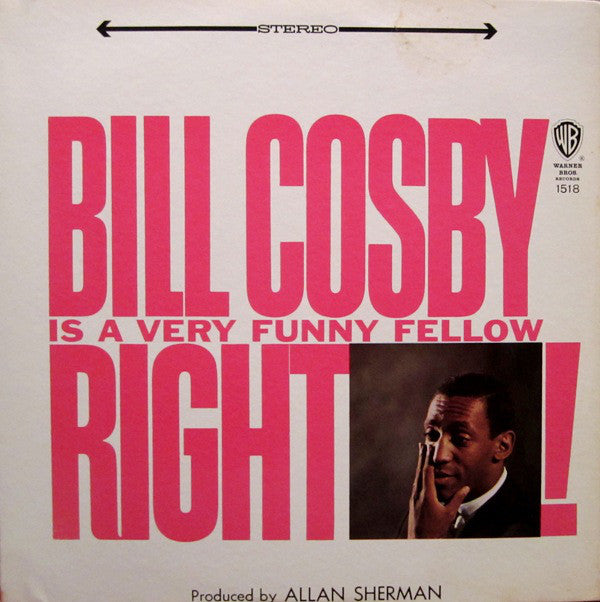 STEREO
BILL COSBY
IS A VERY FUNNY FELLOW
RIGHT!
WB
®
WARNER
BROS
RECORDS
1518
Produced by ALLAN SHERMAN